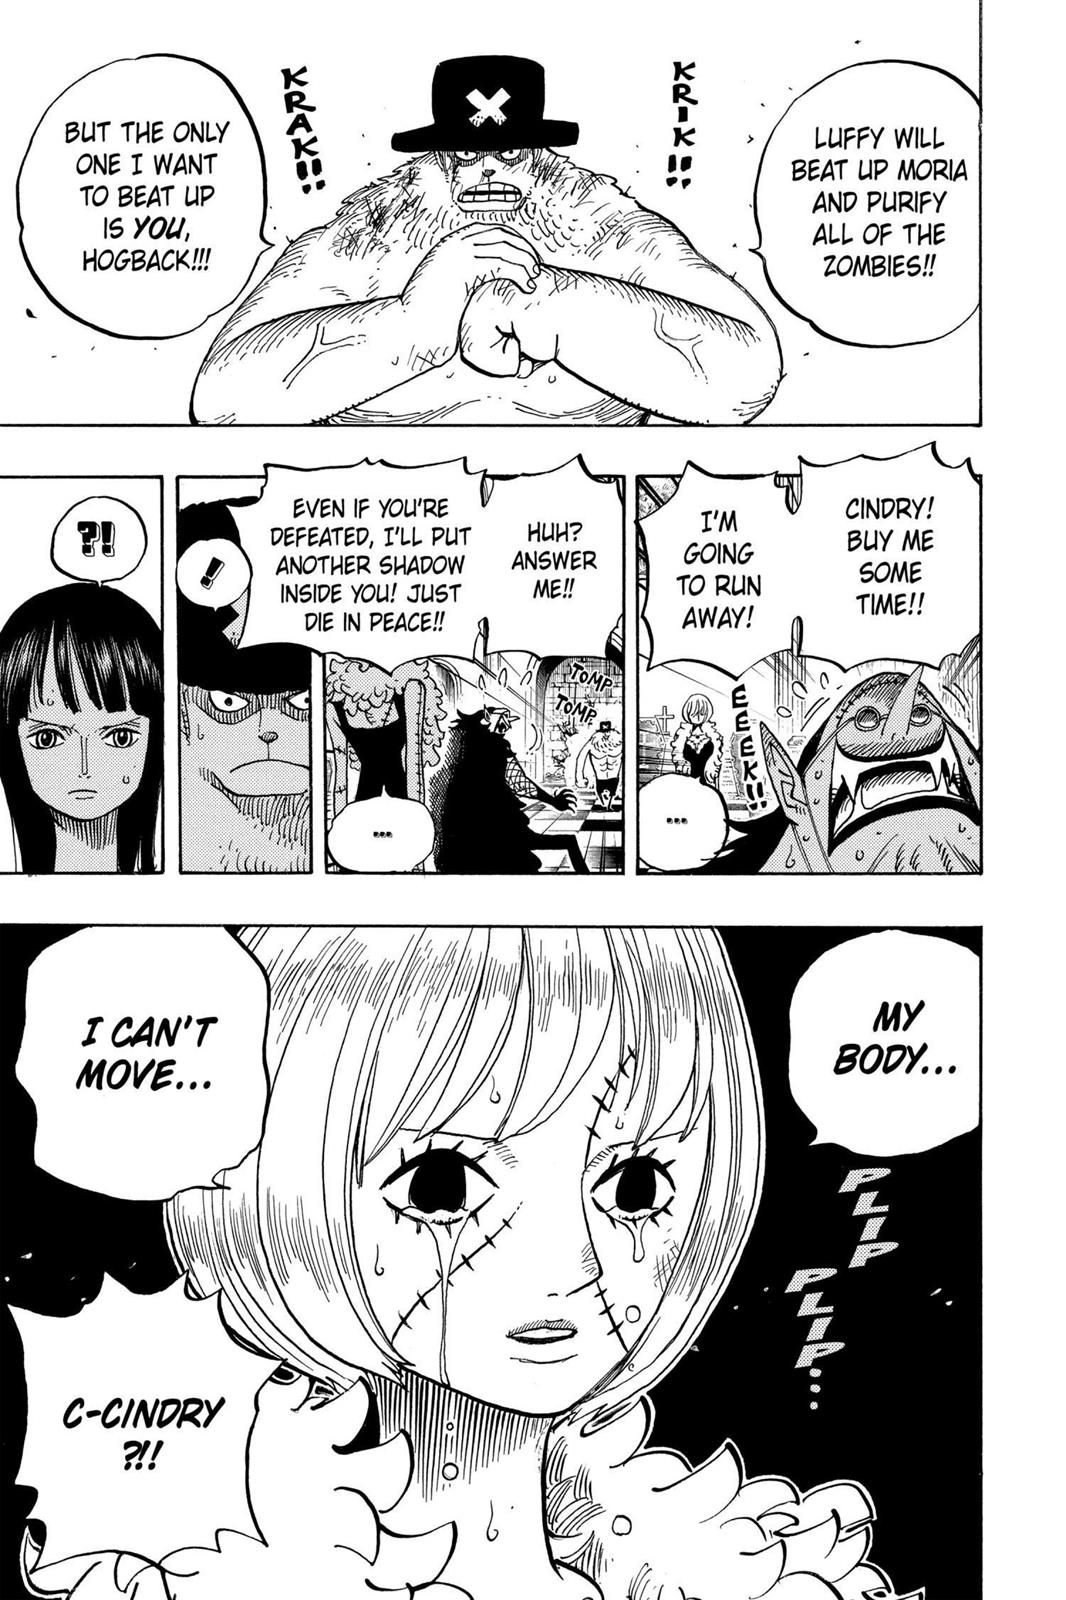 LUFFY WILL
BEAT UP MORIA
AND PURIFY
ALL OF THE
ZOMBIES!!
KRIK!!
KRAK!!
BUT THE ONLY
ONE I WANT
TO BEAT UP
IS YOU,
HOGBACK!!!
CINDRY!
BUY ME
SOME
TIME!!
I'M
GOING
TO RUN
AWAY!
EEEK!!
...
HUH?
ANSWER
ME!!
TOMP
TOMP
EVEN IF YOU'RE
DEFEATED, I'LL PUT
ANOTHER SHADOW
INSIDE YOU! JUST
DIE IN PEACE!!
...
!
?!
MY
BODY...
I CAN'T
MOVE...
PLIP
PLIP...
C-CINDRY
?!!